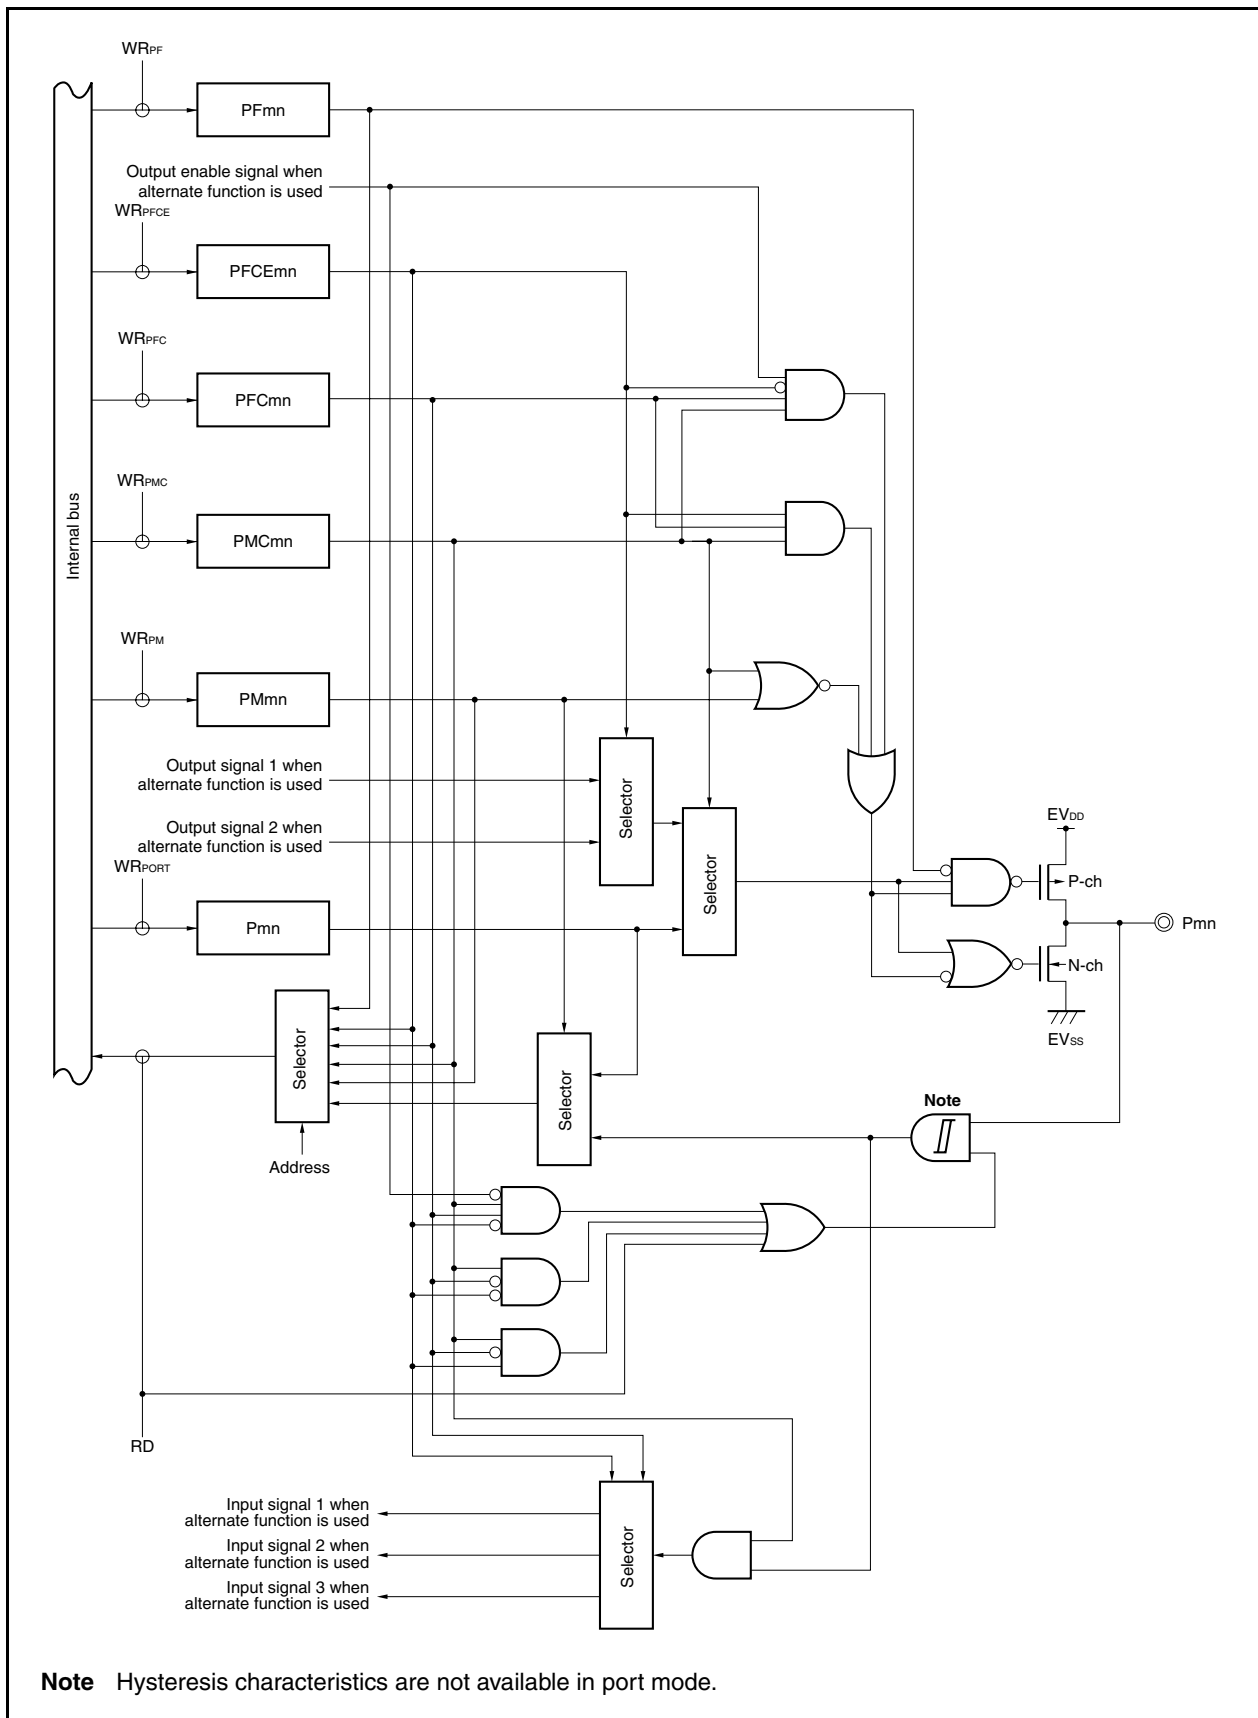 WRPF
PFmn
Output enable signal when
alternate function is used
WRPFCE
PFCEmn
WRPFC
PFCmn
WRPMC
PMCmn
Internal bus
WRPM
PMmn
Output signal 1 when
alternate function is used
Output signal 2 when
alternate function is used
Selector
Selector
WRPORT
Pmn
EVDD
P-ch
Pmn
N-ch
EVSS
Selector
Selector
Address
Note
RD
Input signal 1 when
alternate function is used
Input signal 2 when
alternate function is used
Input signal 3 when
alternate function is used
Selector
Note Hysteresis characteristics are not available in port mode.